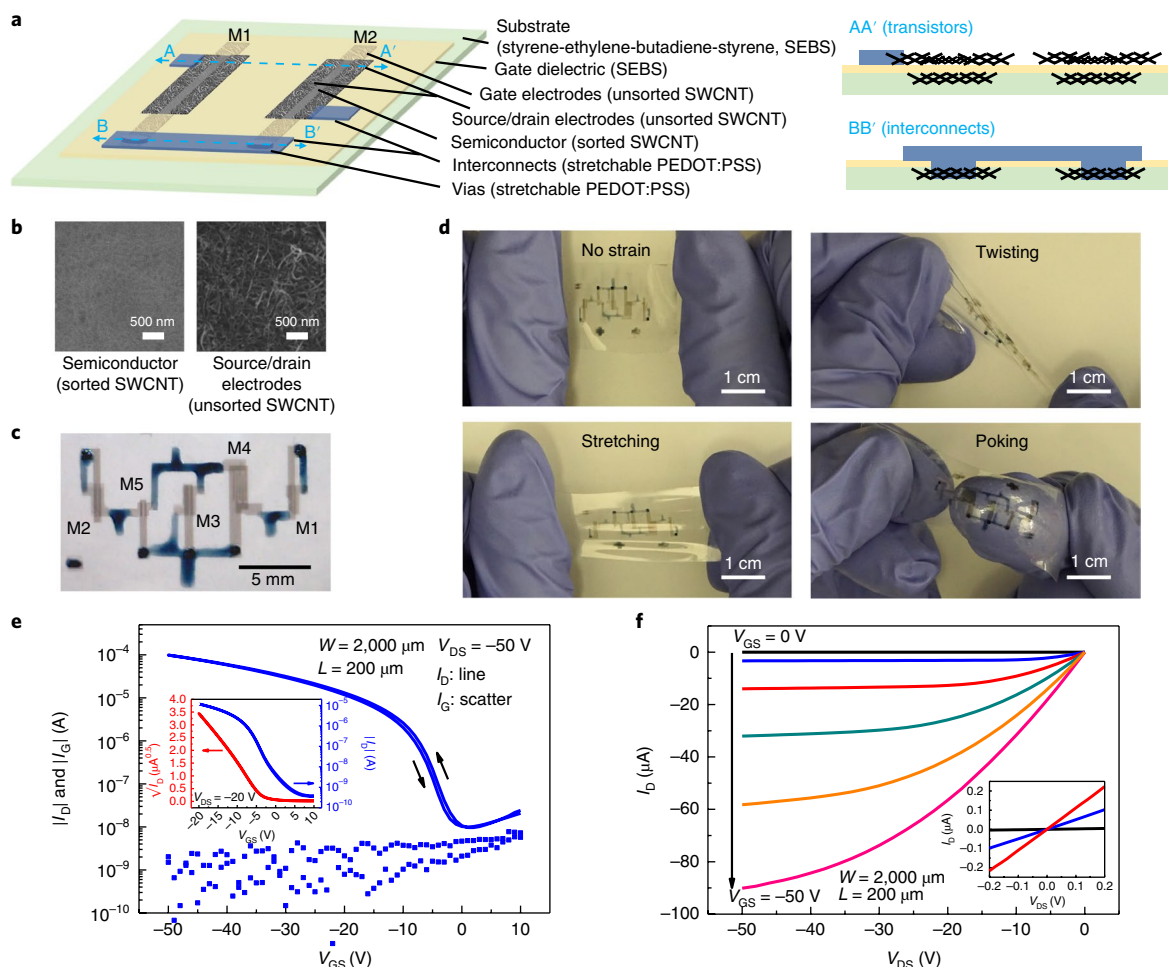 a
M1
M2
A
A′
B
B′
Substrate
(styrene-ethylene-butadiene-styrene, SEBS)
Gate dielectric (SEBS)
Gate electrodes (unsorted SWCNT)
Source/drain electrodes (unsorted SWCNT)
Semiconductor (sorted SWCNT)
Interconnects (stretchable PEDOT:PSS)
Vias (stretchable PEDOT:PSS)
AA′ (transistors)
BB′ (interconnects)
b
500 nm
500 nm
Semiconductor
(sorted SWCNT)
Source/drain
electrodes
(unsorted SWCNT)
c
M4
M5
M2
M3
M1
5 mm
d
No strain
1 cm
Twisting
1 cm
Stretching
1 cm
Poking
1 cm
e
10⁻⁴
10⁻⁵
10⁻⁶
10⁻⁷
10⁻⁸
10⁻⁹
10⁻¹⁰
|I_D| and |I_G| (A)
W = 2,000 μm
L = 200 μm
V_DS = −50 V
I_D: line
I_G: scatter
4.0
3.5
3.0
2.5
2.0
1.5
1.0
0.5
0.0
√I_D (μA^0.5)
10⁻⁵
10⁻⁶
10⁻⁷
10⁻⁸
10⁻⁹
10⁻¹⁰
|I_D| (A)
V_DS = −20 V
−20 −15 −10 −5 0 5 10
V_GS (V)
−50 −40 −30 −20 −10 0 10
V_GS (V)
f
V_GS = 0 V
0
−20
−40
−60
−80
−100
I_D (μA)
V_GS = −50 V
W = 2,000 μm
L = 200 μm
0.2
0.1
0.0
−0.1
−0.2
I_D (μA)
−0.2 −0.1 0.0 0.1 0.2
V_DS (V)
−50 −40 −30 −20 −10 0
V_DS (V)